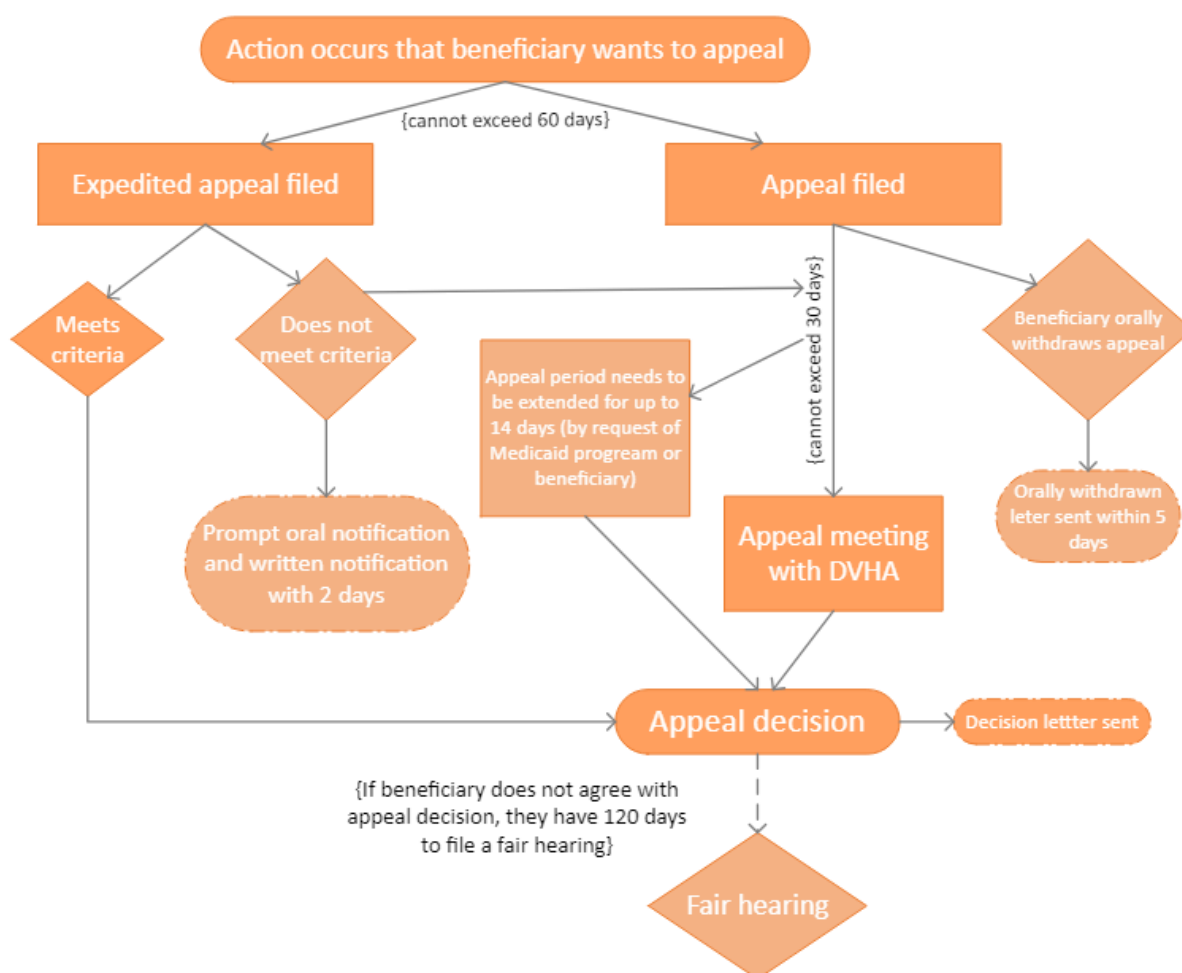 Action occurs that beneficiary wants to appeal
{cannot exceed 60 days}
Expedited appeal filed
Appeal filed
Meets
criteria
Does not
meet criteria
{cannot exceed 30 days}
Beneficiary orally
withdraws appeal
Appeal period needs to
be extended for up to
14 days (by request of
Medicaid progream or
beneficiary)
Prompt oral notification
and written notification
with 2 days
Appeal meeting
with DVHA
Orally withdrawn
leter sent within 5
days
Appeal decision
Decision lettter sent
{If beneficiary does not agree with
appeal decision, they have 120 days
to file a fair hearing}
Fair hearing